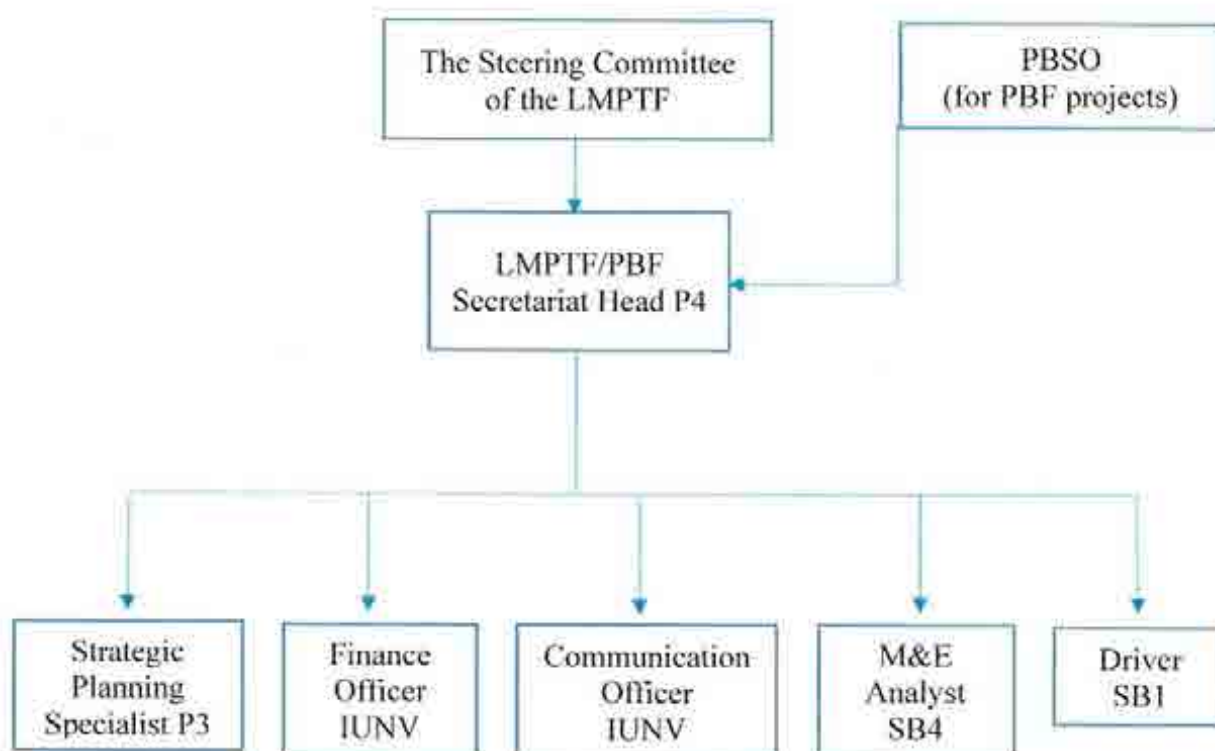 The Steering Committee
of the LMPTF
PBSO
(for PBF projects)
LMPTF/PBF
Secretariat Head P4
Strategic
Planning
Specialist P3
Finance
Officer
IUNV
Communication
Officer
IUNV
M&E
Analyst
SB4
Driver
SB1